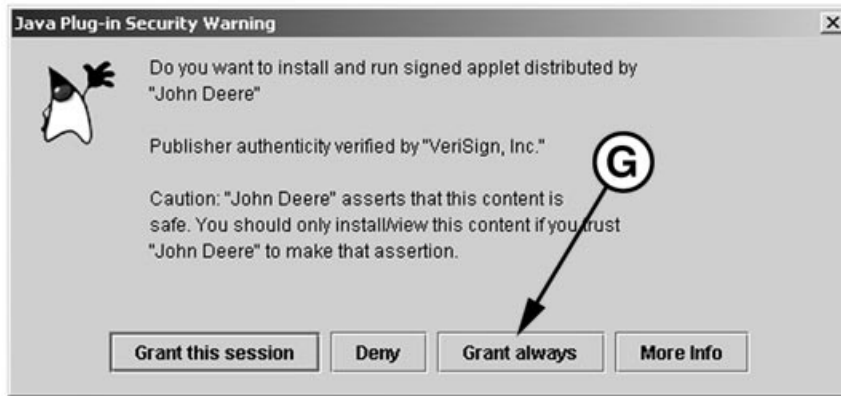 Java Plug-in Security Warning
Do you want to install and run signed applet distributed by
"John Deere"
Publisher authenticity verified by "VeriSign, Inc."
G
Caution: "John Deere" asserts that this content is
safe. You should only install/view this content if you trust
"John Deere" to make that assertion.
Grant this session Deny Grant always More Info